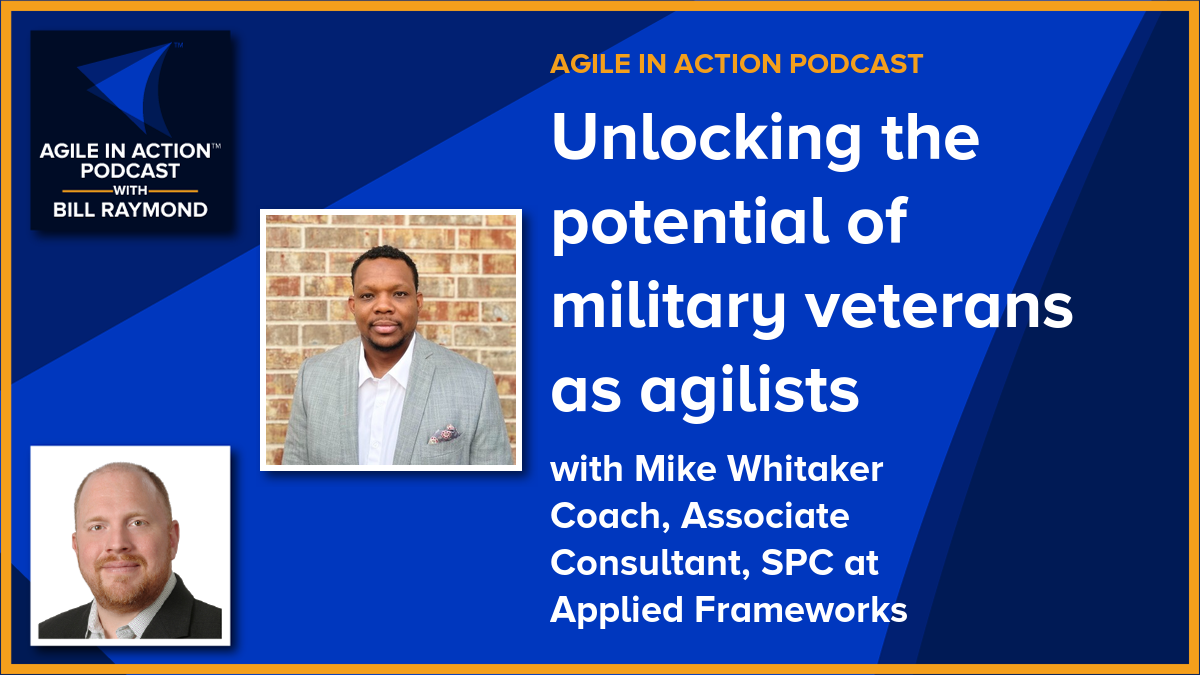 AGILE IN ACTION™
PODCAST
WITH
BILL RAYMOND
AGILE IN ACTION PODCAST
Unlocking the
potential of
military veterans
as agilists
with Mike Whitaker
Coach, Associate
Consultant, SPC at
Applied Frameworks